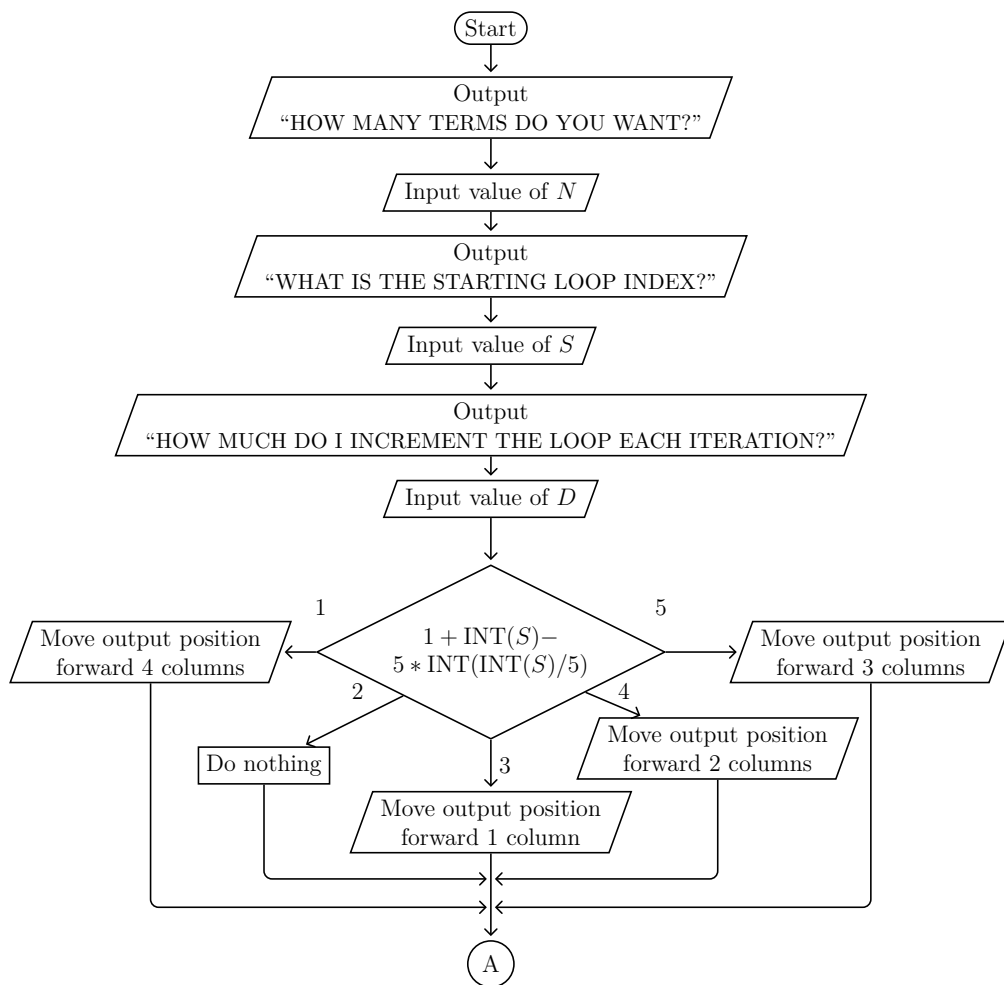 Start
Output
“HOW MANY TERMS DO YOU WANT?”
Input value of N
Output
“WHAT IS THE STARTING LOOP INDEX?”
Input value of S
Output
“HOW MUCH DO I INCREMENT THE LOOP EACH ITERATION?”
Input value of D
1 + INT(S)−
5 ∗ INT(INT(S)/5)
1
Move output position
forward 4 columns
2
Do nothing
3
Move output position
forward 1 column
4
Move output position
forward 2 columns
5
Move output position
forward 3 columns
A